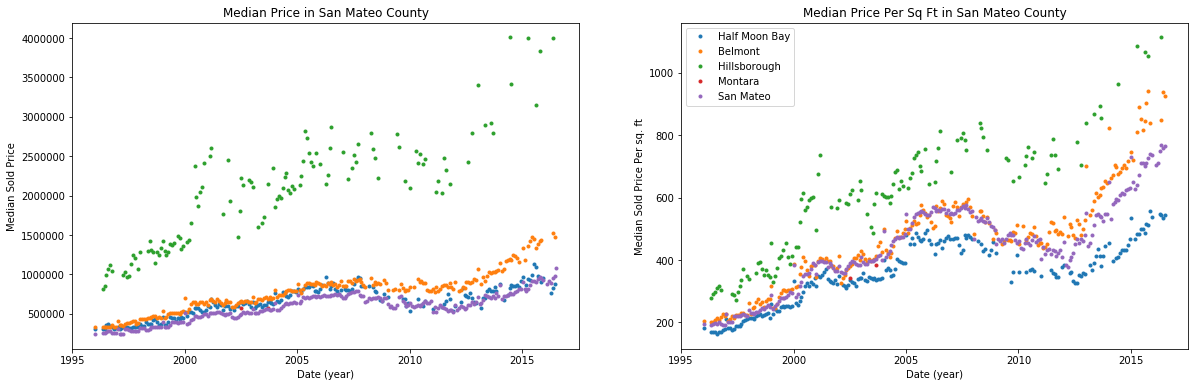 Median Price in San Mateo County
Median Sold Price
4000000
3500000
3000000
2500000
2000000
1500000
1000000
500000
1995 2000 2005 2010 2015
Date (year)
Median Price Per Sq Ft in San Mateo County
Half Moon Bay
Belmont
Hillsborough
Montara
San Mateo
Median Sold Price Per sq. ft
1000
800
600
400
200
1995 2000 2005 2010 2015
Date (year)